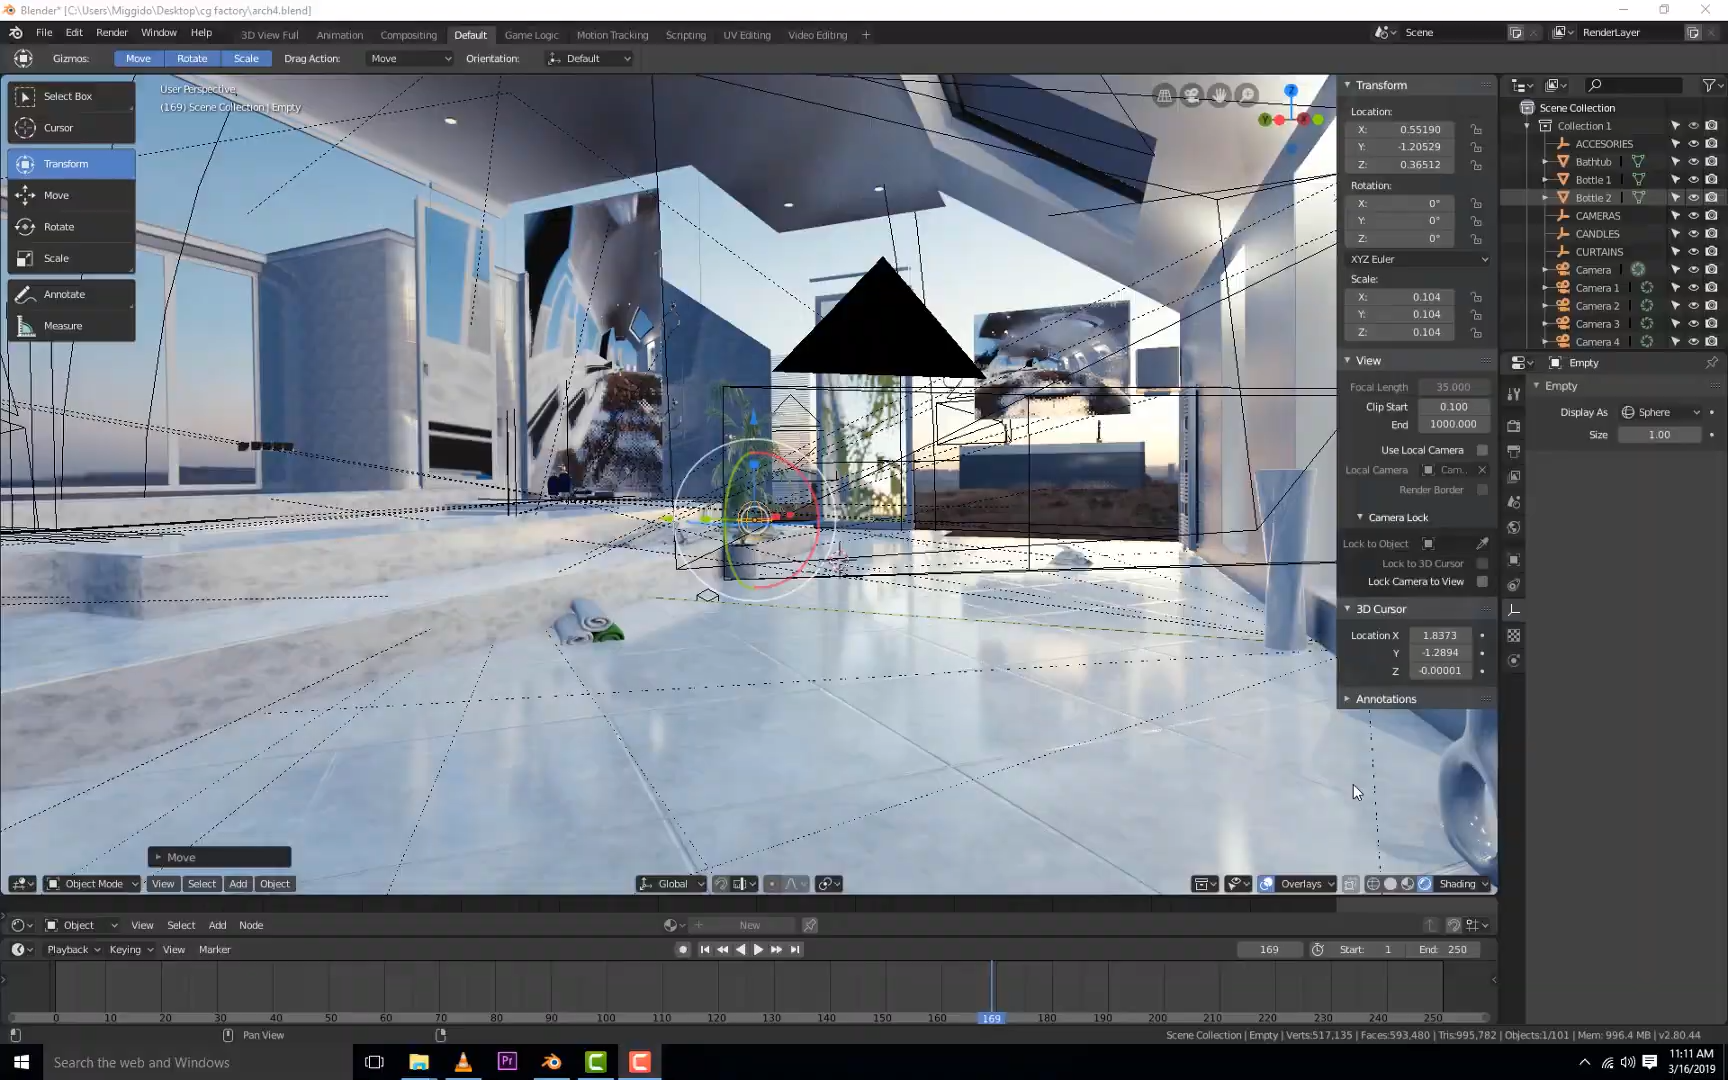 Blender* [C:\Users\Miggido\Desktop\cg factory\arch4.blend]
File Edit Render Window Help 3D View Full Animation Compositing Default Game Logic Motion Tracking Scripting UV Editing Video Editing + Scene RenderLayer
Gizmos: Move Rotate Scale Drag Action: Move Orientation: Default
User Perspective
(169) Scene Collection | Empty
Select Box
Cursor
Transform
Move
Rotate
Scale
Annotate
Measure
Z
Y
X
Transform
Location:
X: 0.55190
Y: -1.20529
Z: 0.36512
Rotation:
X: 0°
Y: 0°
Z: 0°
XYZ Euler
Scale:
X: 0.104
Y: 0.104
Z: 0.104
View
Focal Length 35.000
Clip Start 0.100
End 1000.000
Use Local Camera
Local Camera Cam..
Render Border
Camera Lock
Lock to Object
Lock to 3D Cursor
Lock Camera to View
3D Cursor
Location X 1.8373
Y -1.2894
Z -0.00001
Annotations
Scene Collection
Collection 1
ACCESORIES
Bathtub
Bottle 1
Bottle 2
CAMERAS
CANDLES
CURTAINS
Camera
Camera 1
Camera 2
Camera 3
Camera 4
Empty
Empty
Display As Sphere
Size 1.00
Move
Object Mode View Select Add Object Global Overlays Shading
Object View Select Add Node New
Playback Keying View Marker 169 Start: 1 End: 250
0 10 20 30 40 50 60 70 80 90 100 110 120 130 140 150 160 169 180 190 200 210 220 230 240 250
Pan View
Scene Collection | Empty | Verts:517,135 | Faces:593,480 | Tris:995,782 | Objects:1/101 | Mem: 996.4 MB | v2.80.44
Search the web and Windows
Pr
11:11 AM
3/16/2019